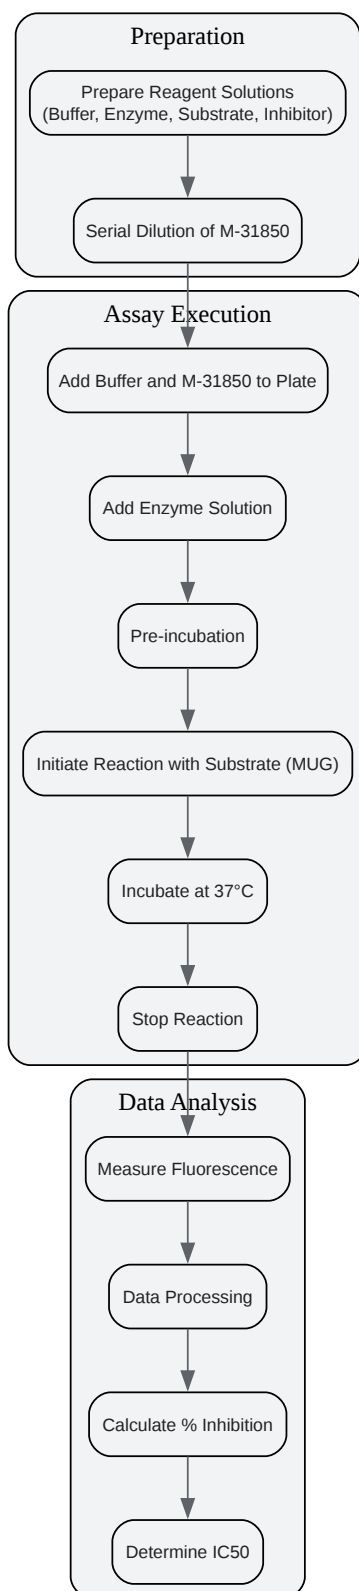 Preparation
Prepare Reagent Solutions
(Buffer, Enzyme, Substrate, Inhibitor)
Serial Dilution of M-31850
Assay Execution
Add Buffer and M-31850 to Plate
Add Enzyme Solution
Pre-incubation
Initiate Reaction with Substrate (MUG)
Incubate at 37°C
Stop Reaction
Data Analysis
Measure Fluorescence
Data Processing
Calculate % Inhibition
Determine IC50